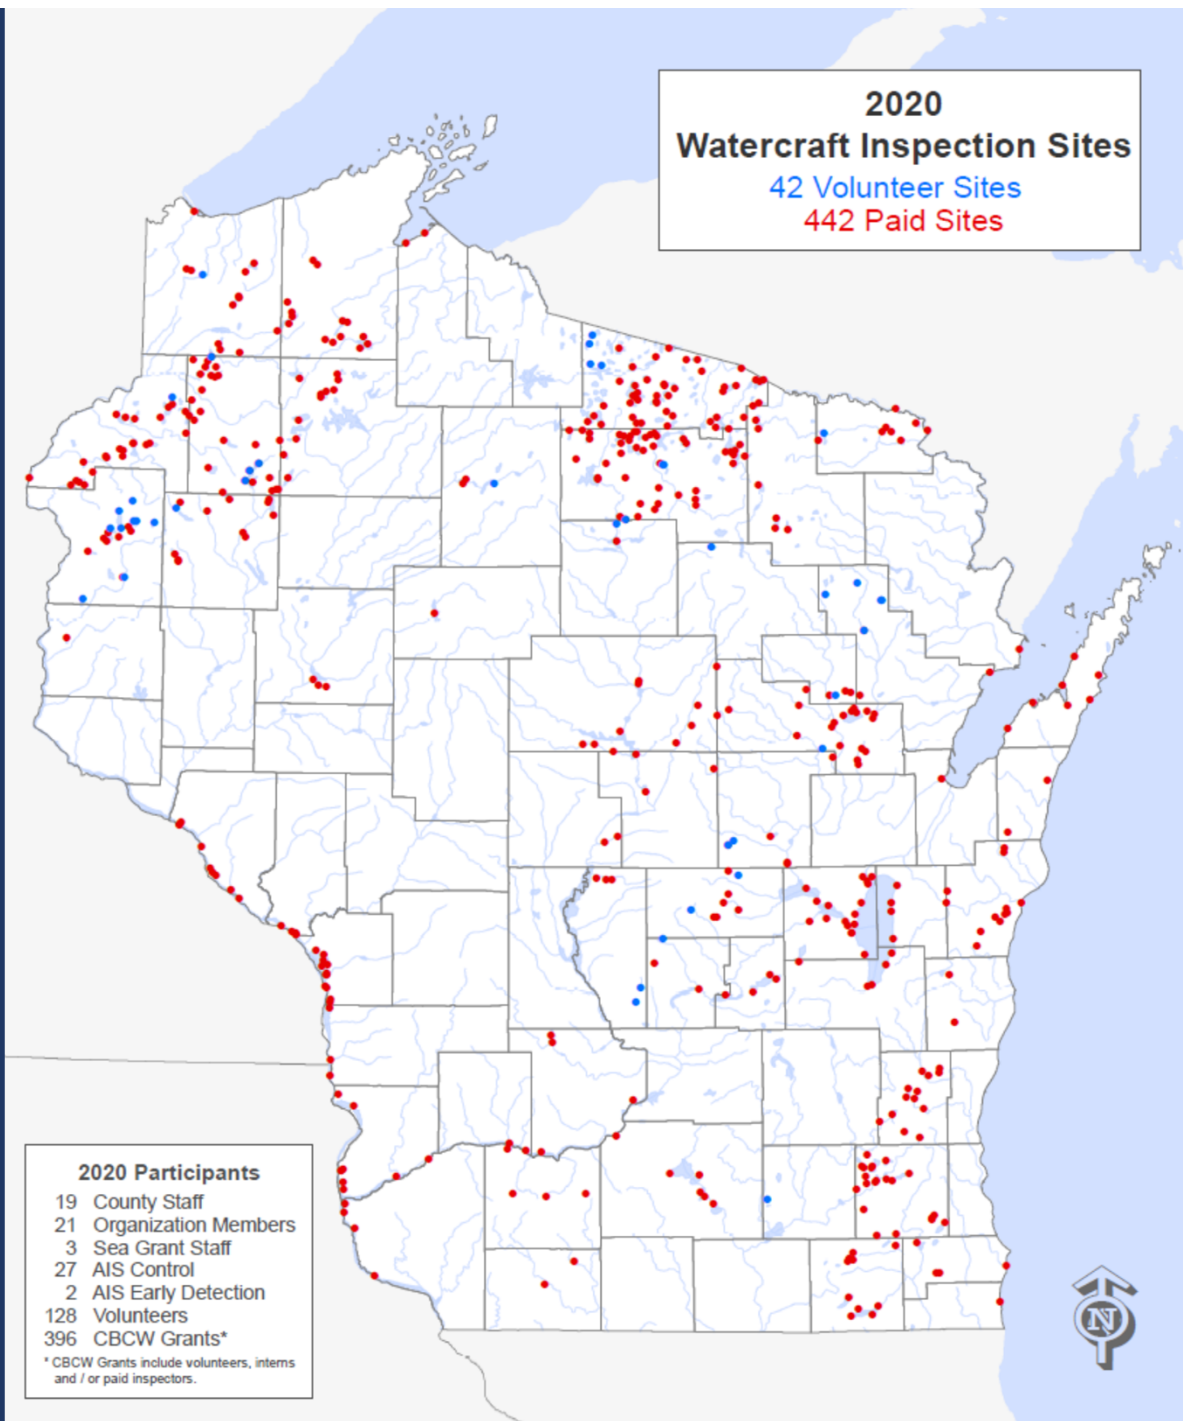 2020
Watercraft Inspection Sites
42 Volunteer Sites
442 Paid Sites
2020 Participants
19 County Staff
21 Organization Members
3 Sea Grant Staff
27 AIS Control
2 AIS Early Detection
128 Volunteers
396 CBCW Grants*
* CBCW Grants include volunteers, interns
and / or paid inspectors.
N